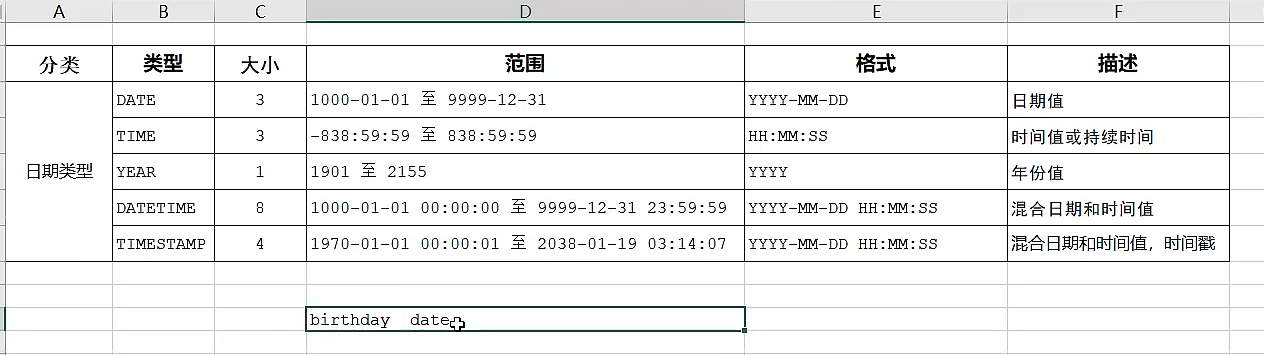 A B C D E F
分类 类型 大小 范围 格式 描述
DATE 3 1000-01-01 至 9999-12-31 YYYY-MM-DD 日期值
TIME 3 -838:59:59 至 838:59:59 HH:MM:SS 时间值或持续时间
日期类型 YEAR 1 1901 至 2155 YYYY 年份值
DATETIME 8 1000-01-01 00:00:00 至 9999-12-31 23:59:59 YYYY-MM-DD HH:MM:SS 混合日期和时间值
TIMESTAMP 4 1970-01-01 00:00:01 至 2038-01-19 03:14:07 YYYY-MM-DD HH:MM:SS 混合日期和时间值，时间戳
birthday date